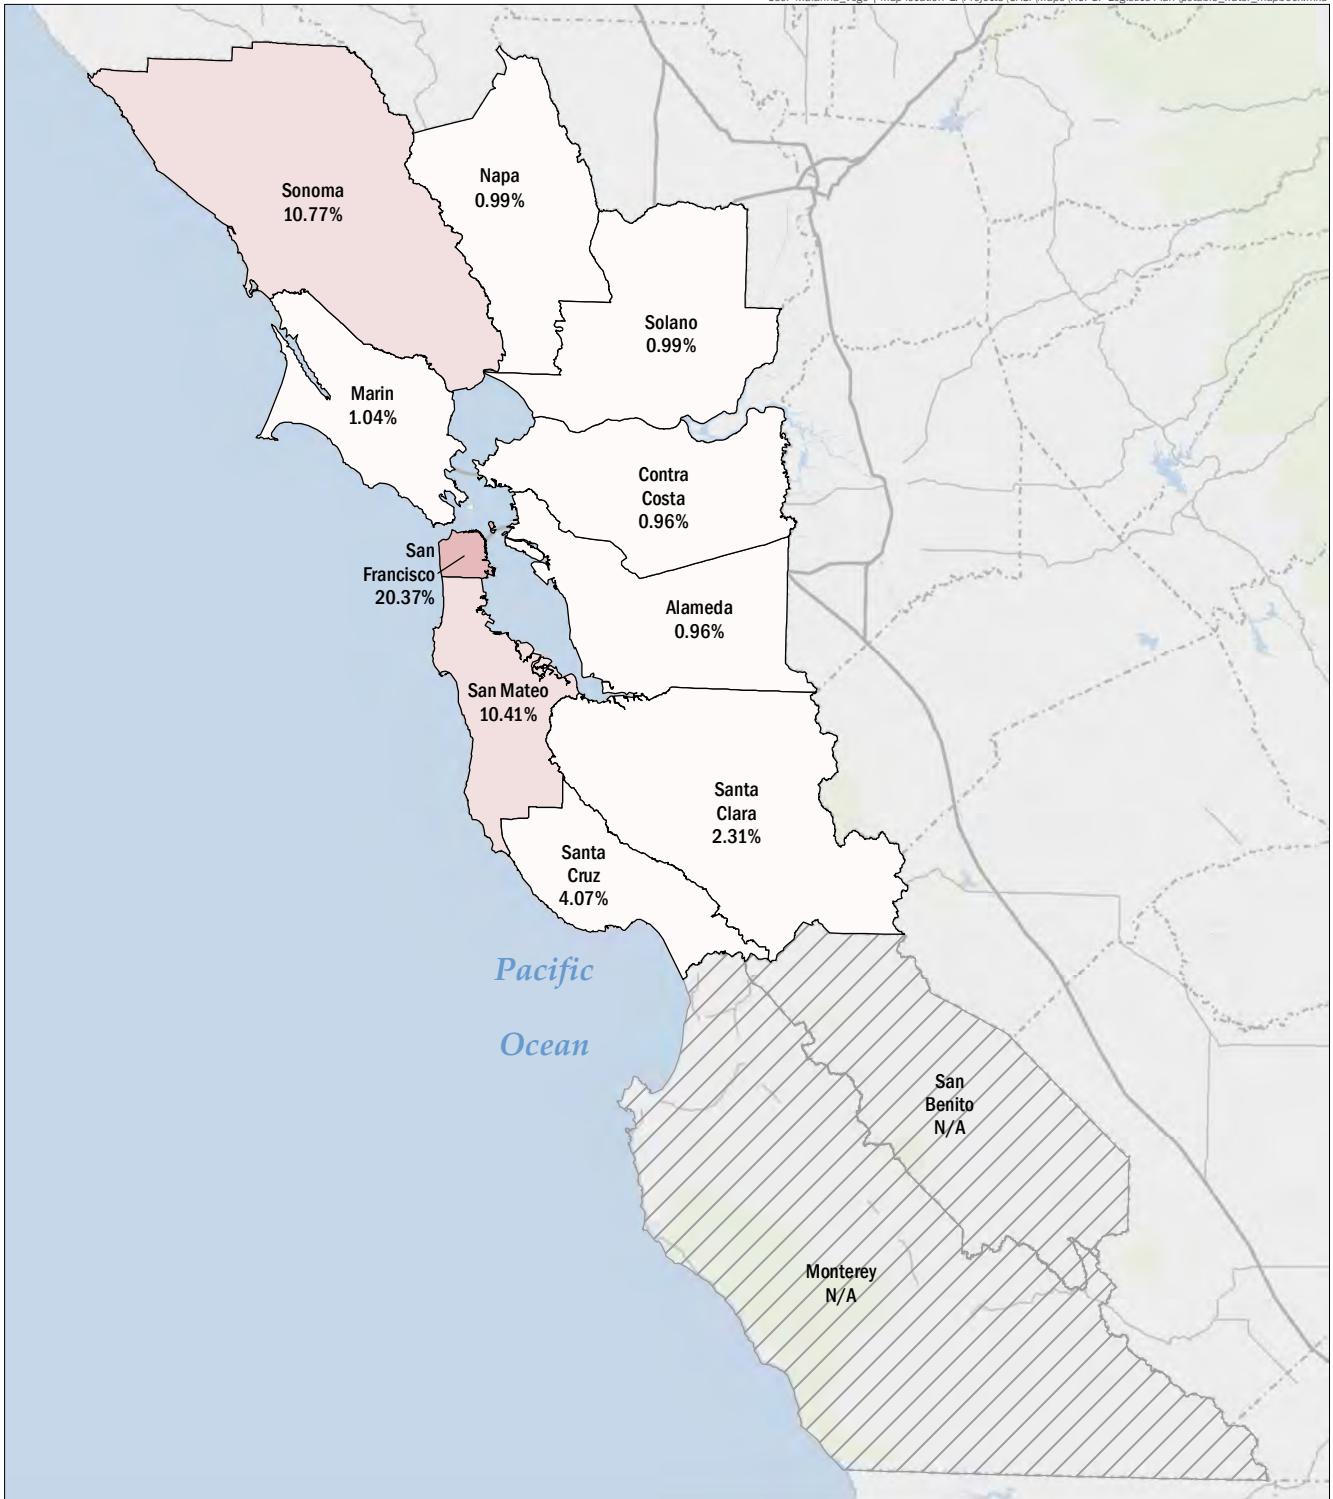 Sonoma
10.77%
Napa
0.99%
Solano
0.99%
Marin
1.04%
Contra
Costa
0.96%
San
Francisco
20.37%
Alameda
0.96%
San Mateo
10.41%
Santa
Clara
2.31%
Santa
Cruz
4.07%
Pacific
Ocean
San
Benito
N/A
Monterey
N/A